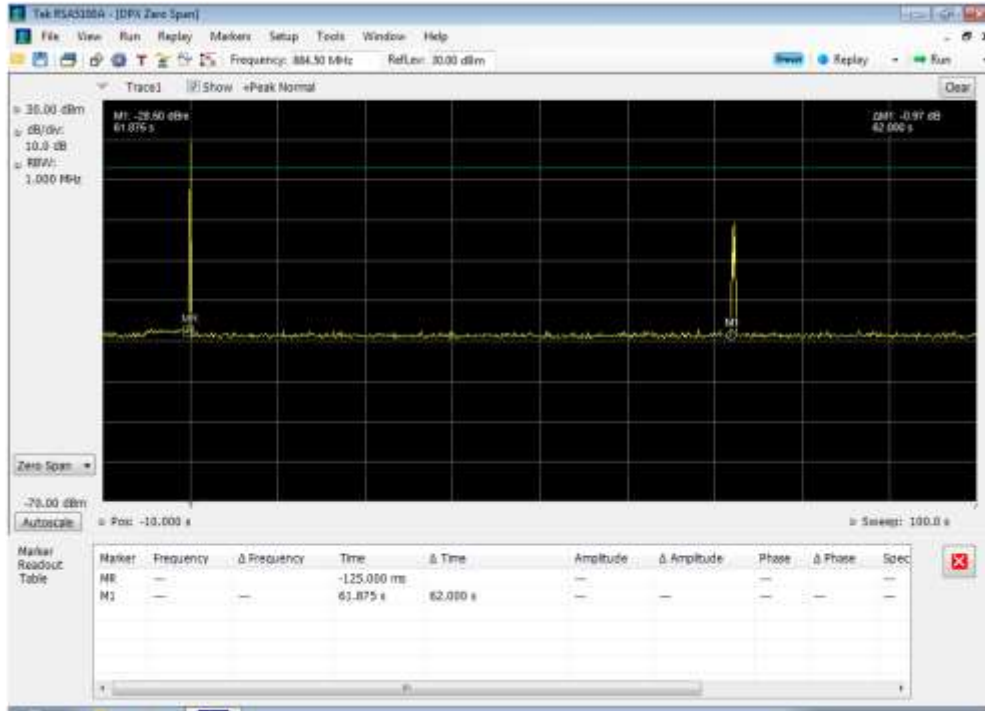 Tek RSA5100A - [DPX Zero Span]
File View Run Replay Markers Setup Tools Window Help
Frequency: 884.50 MHz RefLev: 30.00 dBm Preset Replay Run
Trace1 Show +Peak Normal Clear
30.00 dBm
dB/div:
10.0 dB
RBW:
1.000 MHz
M1: -28.60 dBm
61.875 s
ΔM1: -0.97 dB
62.000 s
MR
M1
Zero Span
-70.00 dBm
Autoscale Pos: -10.000 s Sweep: 100.0 s
Marker
Readout
Table
Marker Frequency Δ Frequency Time Δ Time Amplitude Δ Amplitude Phase Δ Phase Spec
MR --- -125.000 ms --- --- ---
M1 --- --- 61.875 s 62.000 s --- --- --- --- ---